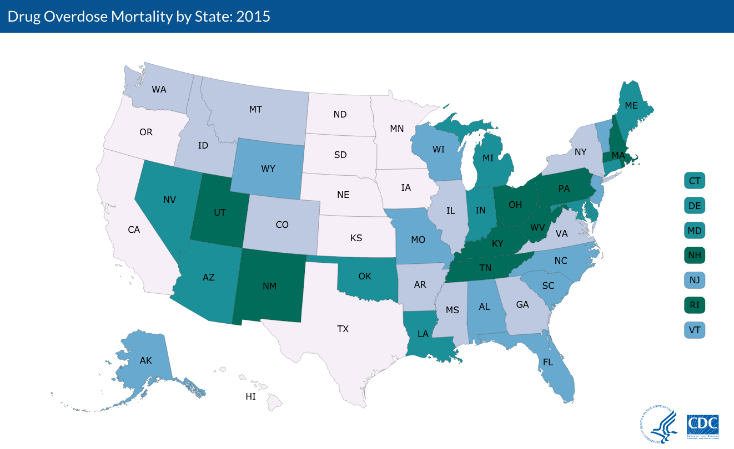 Drug Overdose Mortality by State: 2015
WA
MT
ND
MN
ME
OR
ID
SD
WI
MI
NY
MA
WY
NE
IA
PA
CT
NV
UT
CO
KS
MO
IL
IN
OH
WV
VA
DE
CA
KY
MD
AZ
NM
OK
AR
TN
NC
NH
SC
NJ
TX
LA
MS
AL
GA
RI
AK
FL
VT
HI
CDC